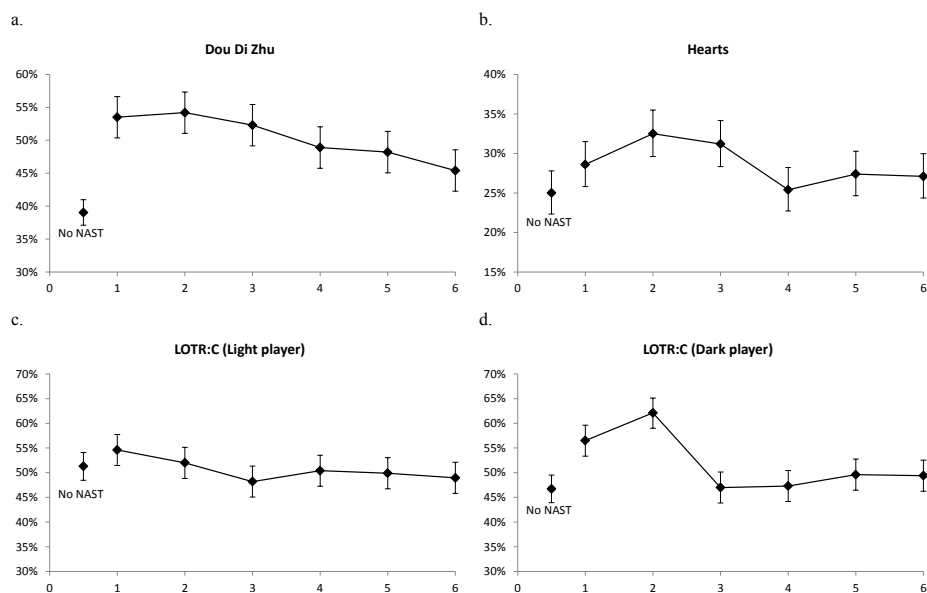 a.
Dou Di Zhu
60%
55%
50%
45%
40%
35%
30%
No NAST
0 1 2 3 4 5 6
b.
Hearts
40%
35%
30%
25%
20%
15%
No NAST
0 1 2 3 4 5 6
c.
LOTR:C (Light player)
70%
65%
60%
55%
50%
45%
40%
35%
30%
No NAST
0 1 2 3 4 5 6
d.
LOTR:C (Dark player)
70%
65%
60%
55%
50%
45%
40%
35%
30%
No NAST
0 1 2 3 4 5 6